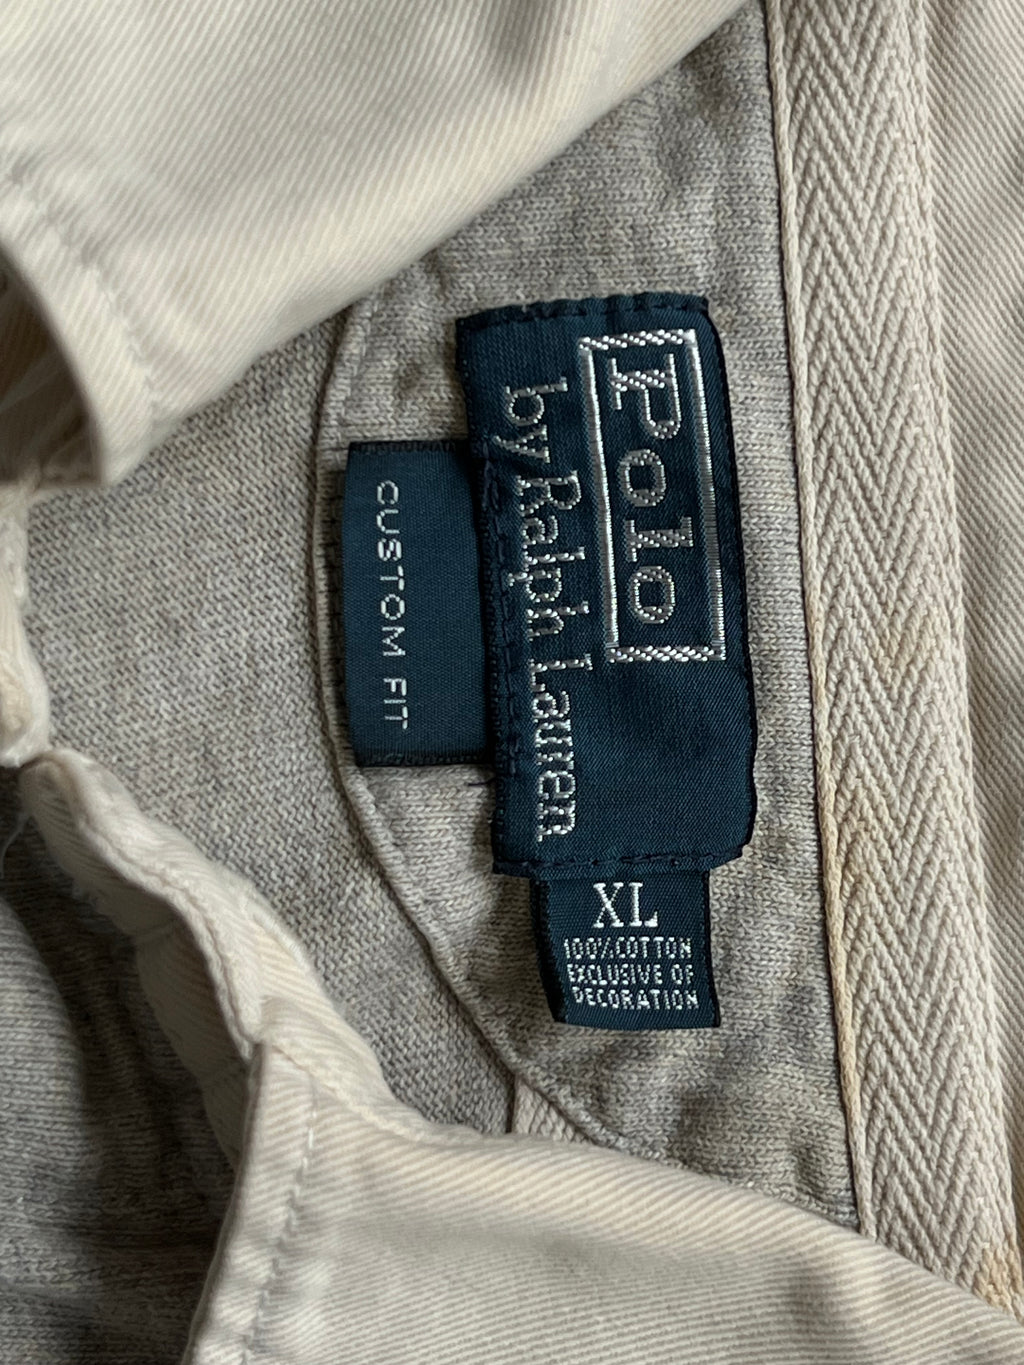 Polo
by Ralph Lauren
CUSTOM FIT
XL
100% COTTON
EXCLUSIVE OF
DECORATION